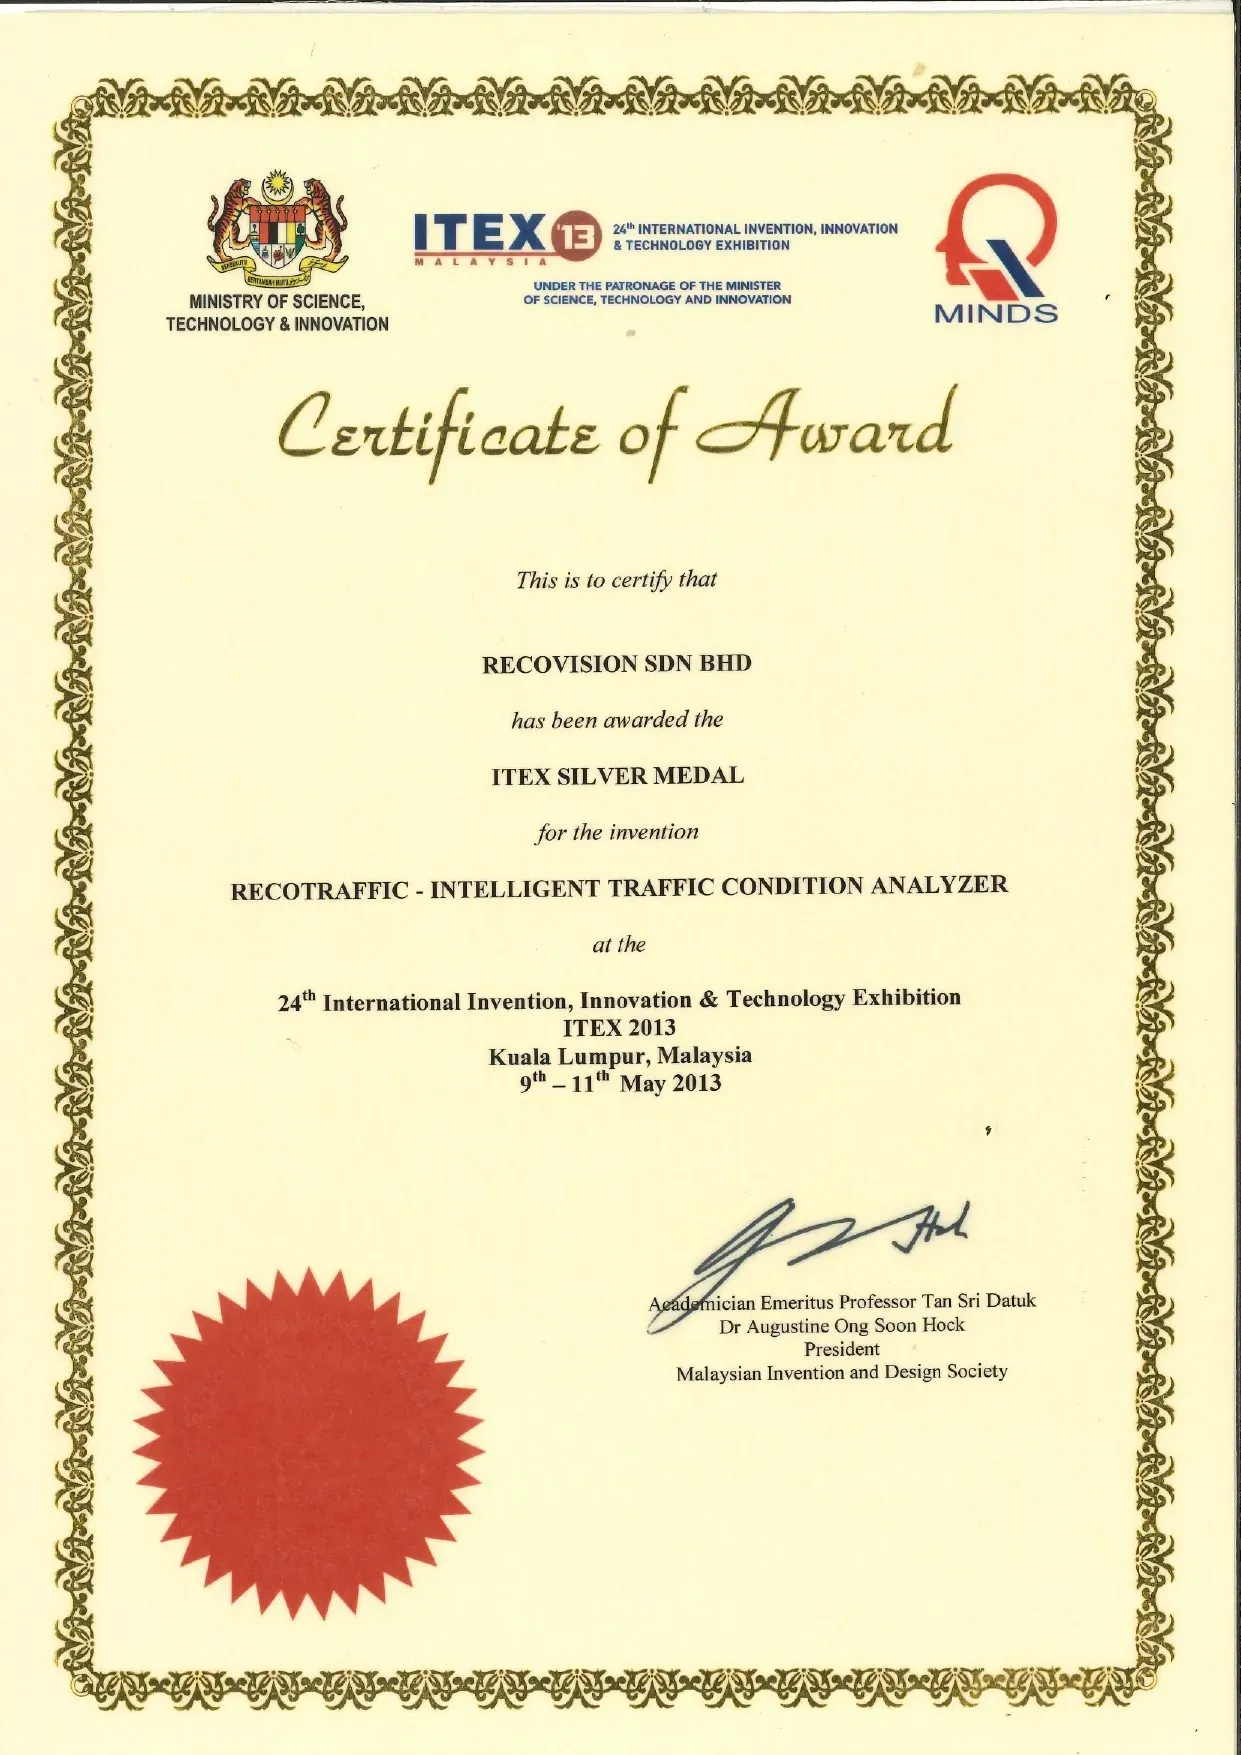 MINISTRY OF SCIENCE,
TECHNOLOGY & INNOVATION
ITEX '13
MALAYSIA
24th INTERNATIONAL INVENTION, INNOVATION
& TECHNOLOGY EXHIBITION
UNDER THE PATRONAGE OF THE MINISTER
OF SCIENCE, TECHNOLOGY AND INNOVATION
MINDS
Certificate of Award
This is to certify that
RECOVISION SDN BHD
has been awarded the
ITEX SILVER MEDAL
for the invention
RECOTRAFFIC - INTELLIGENT TRAFFIC CONDITION ANALYZER
at the
24th International Invention, Innovation & Technology Exhibition
ITEX 2013
Kuala Lumpur, Malaysia
9th – 11th May 2013
Academician Emeritus Professor Tan Sri Datuk
Dr Augustine Ong Soon Hock
President
Malaysian Invention and Design Society